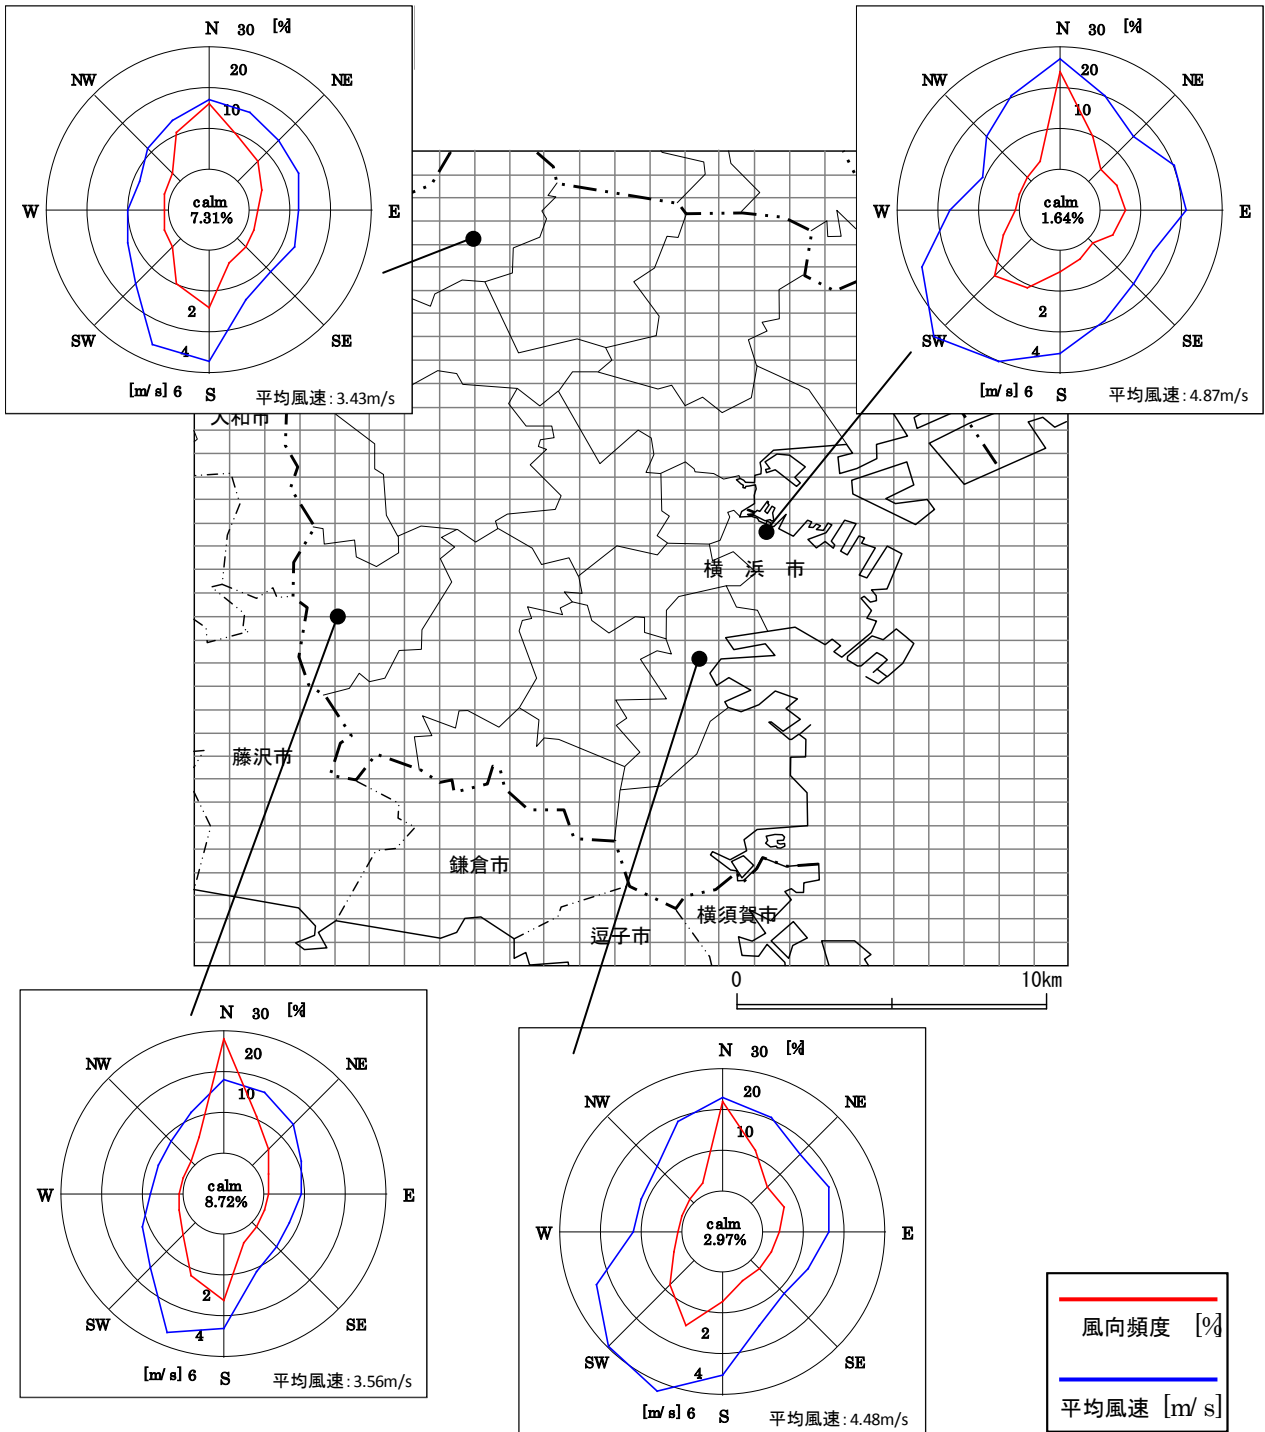 N 30 [%]
20
10
NW
NE
W
E
calm
7.31%
2
4
SW
SE
[m/s] 6 S
平均風速:3.43m/s
N 30 [%]
20
10
NW
NE
W
E
calm
1.64%
2
4
SW
SE
[m/s] 6 S
平均風速:4.87m/s
大和市
横 浜 市
藤沢市
鎌倉市
横須賀市
逗子市
0 10km
N 30 [%]
20
10
NW
NE
W
E
calm
8.72%
2
4
SW
SE
[m/s] 6 S
平均風速:3.56m/s
N 30 [%]
20
10
NW
NE
W
E
calm
2.97%
2
4
SW
SE
[m/s] 6 S
平均風速:4.48m/s
風向頻度 [%]
平均風速 [m/s]